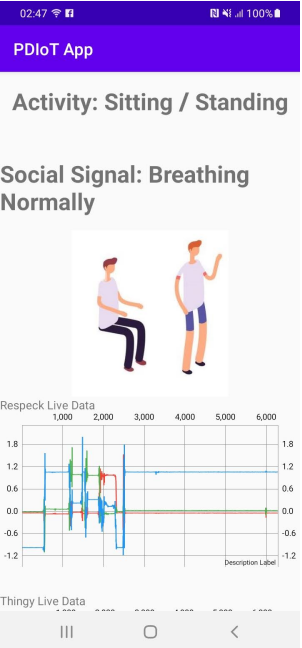 02:47 100%
PDIoT App
Activity: Sitting / Standing
Social Signal: Breathing
Normally
Respeck Live Data
1,000 2,000 3,000 4,000 5,000 6,000
1.8 1.8
1.2 1.2
0.6 0.6
0.0 0.0
-0.6 -0.6
-1.2 -1.2
Description Label
Thingy Live Data